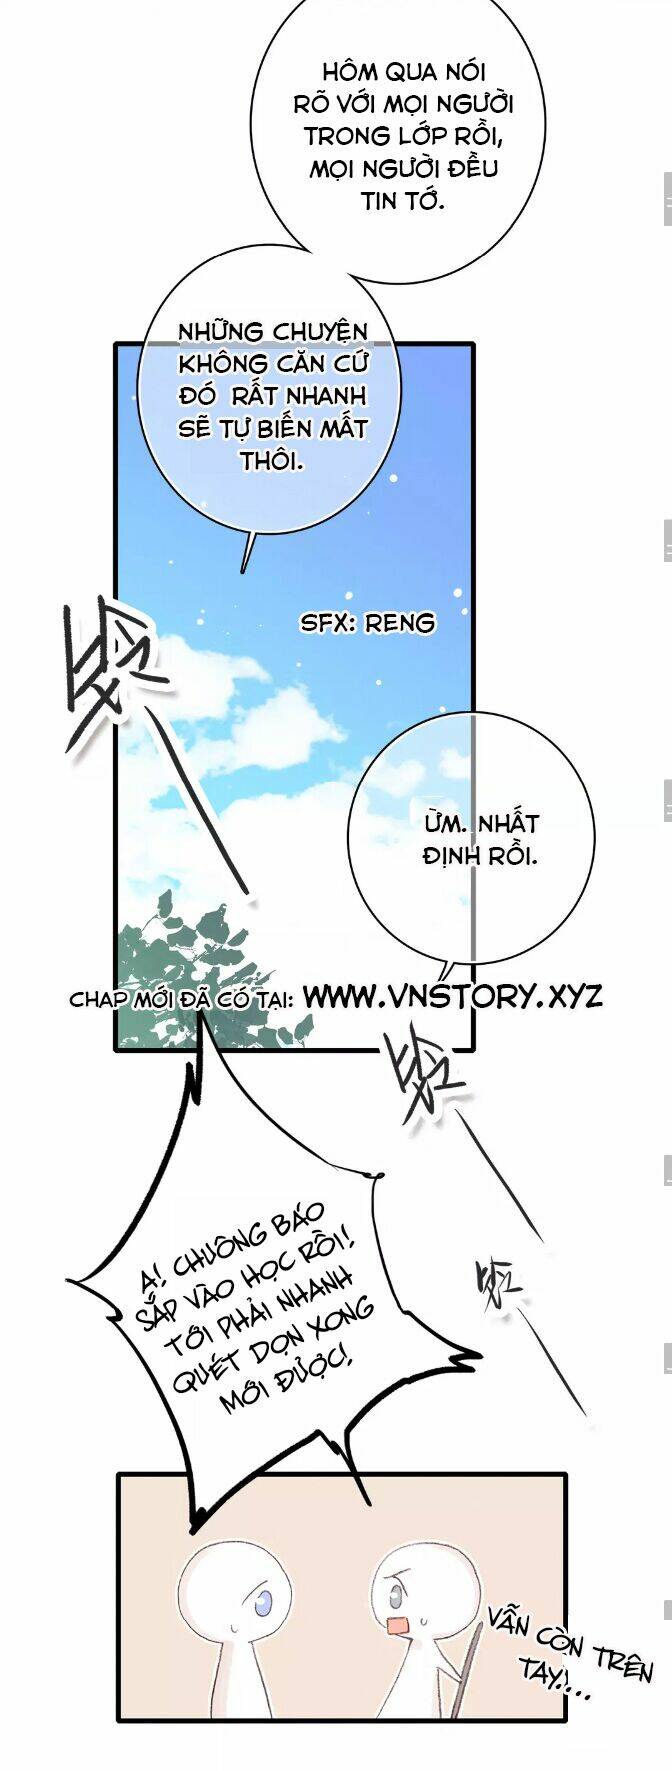 HÔM QUA NÓI
RÕ VỚI MỌI NGƯỜI
TRONG LỚP RỒI,
MỌI NGƯỜI ĐỀU
TIN TỚ.
NHỮNG CHUYỆN
KHÔNG CĂN CỨ
ĐÓ RẤT NHANH
SẼ TỰ BIẾN MẤT
THÔI.
SFX: RENG
ỪM. NHẤT
ĐỊNH RỒI.
CHAP MỚI ĐÃ CÓ TẠI: WWW.VNSTORY.XYZ
A! CHUÔNG BÁO
SẮP VÀO HỌC RỒI!
TỚI PHẢI NHANH
QUÉT DỌN XONG
MỚI ĐƯỢC!
VẪN CÒN TRÊN
TAY....